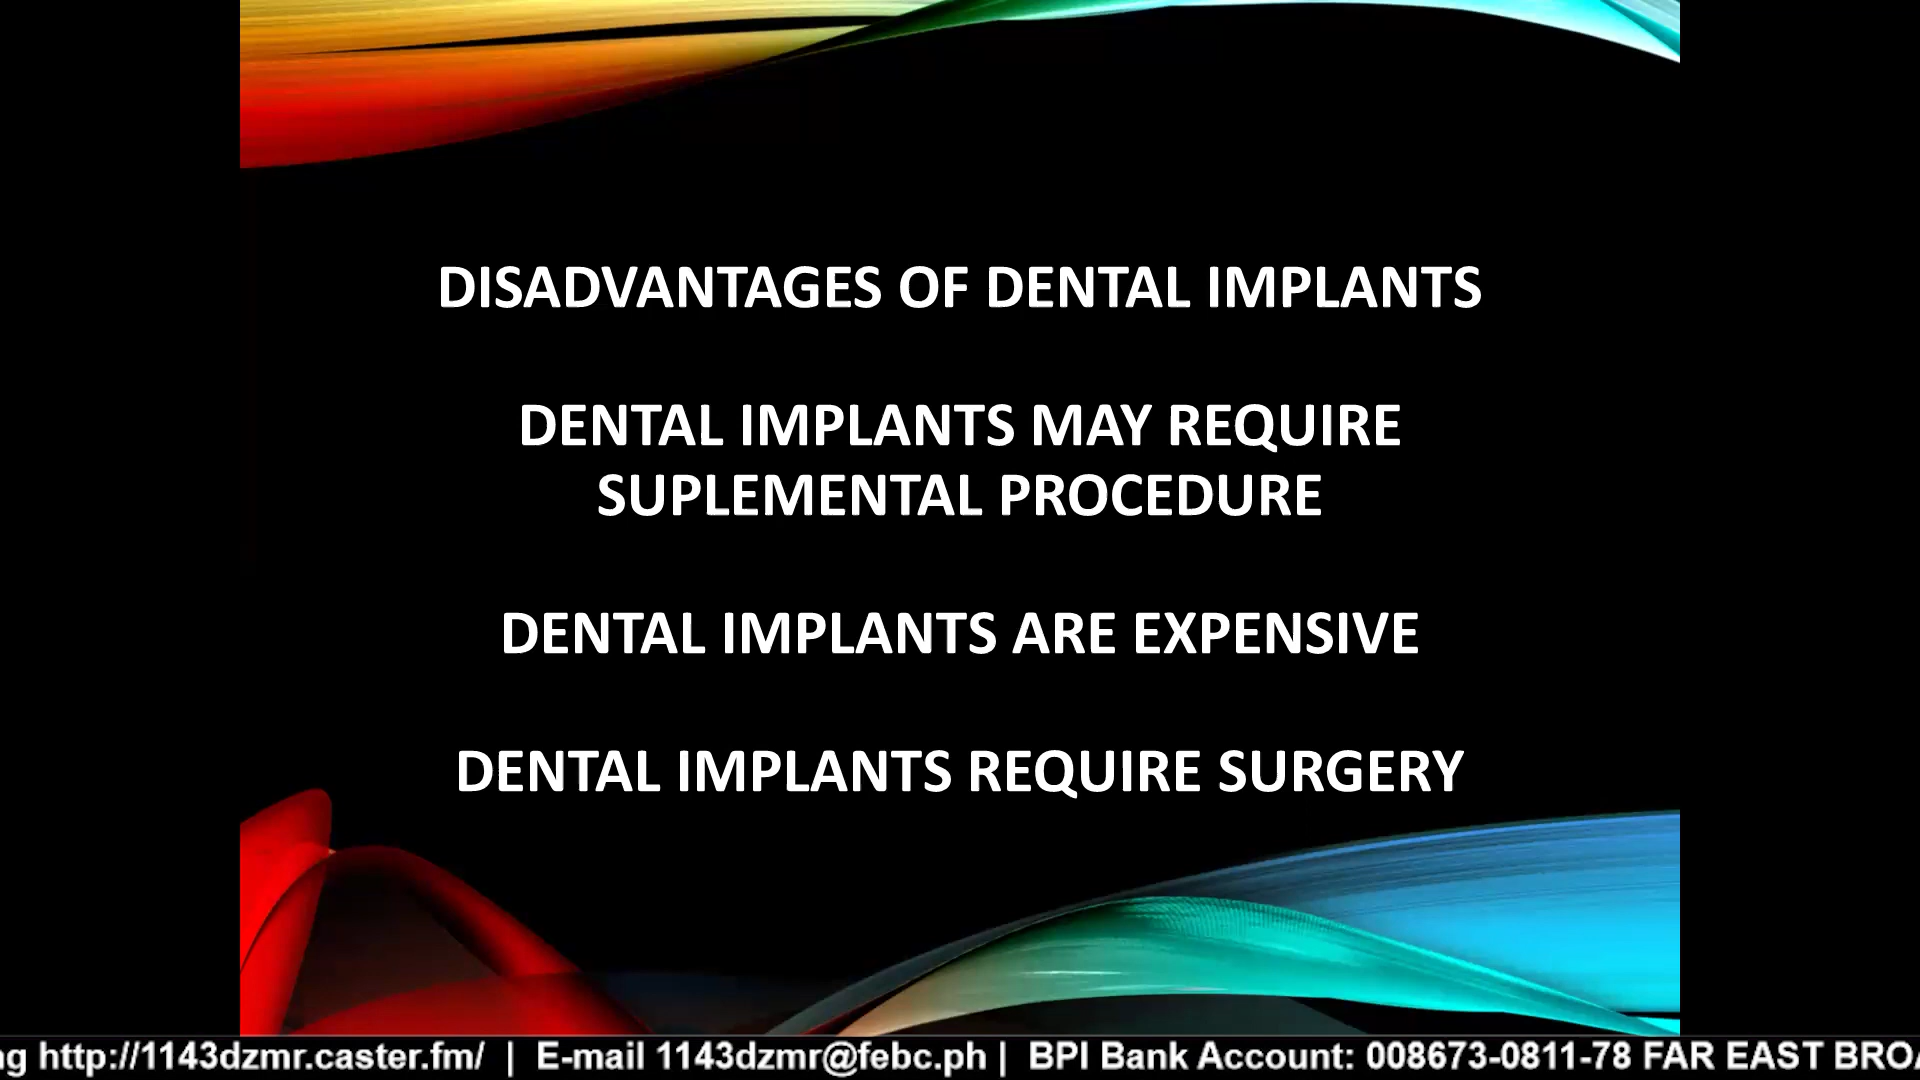 DISADVANTAGES OF DENTAL IMPLANTS
DENTAL IMPLANTS MAY REQUIRE
SUPLEMENTAL PROCEDURE
DENTAL IMPLANTS ARE EXPENSIVE
DENTAL IMPLANTS REQUIRE SURGERY
http://1143dzmr.caster.fm/ | E-mail 1143dzmr@febc.ph | BPI Bank Account: 008673-0811-78 FAR EAST